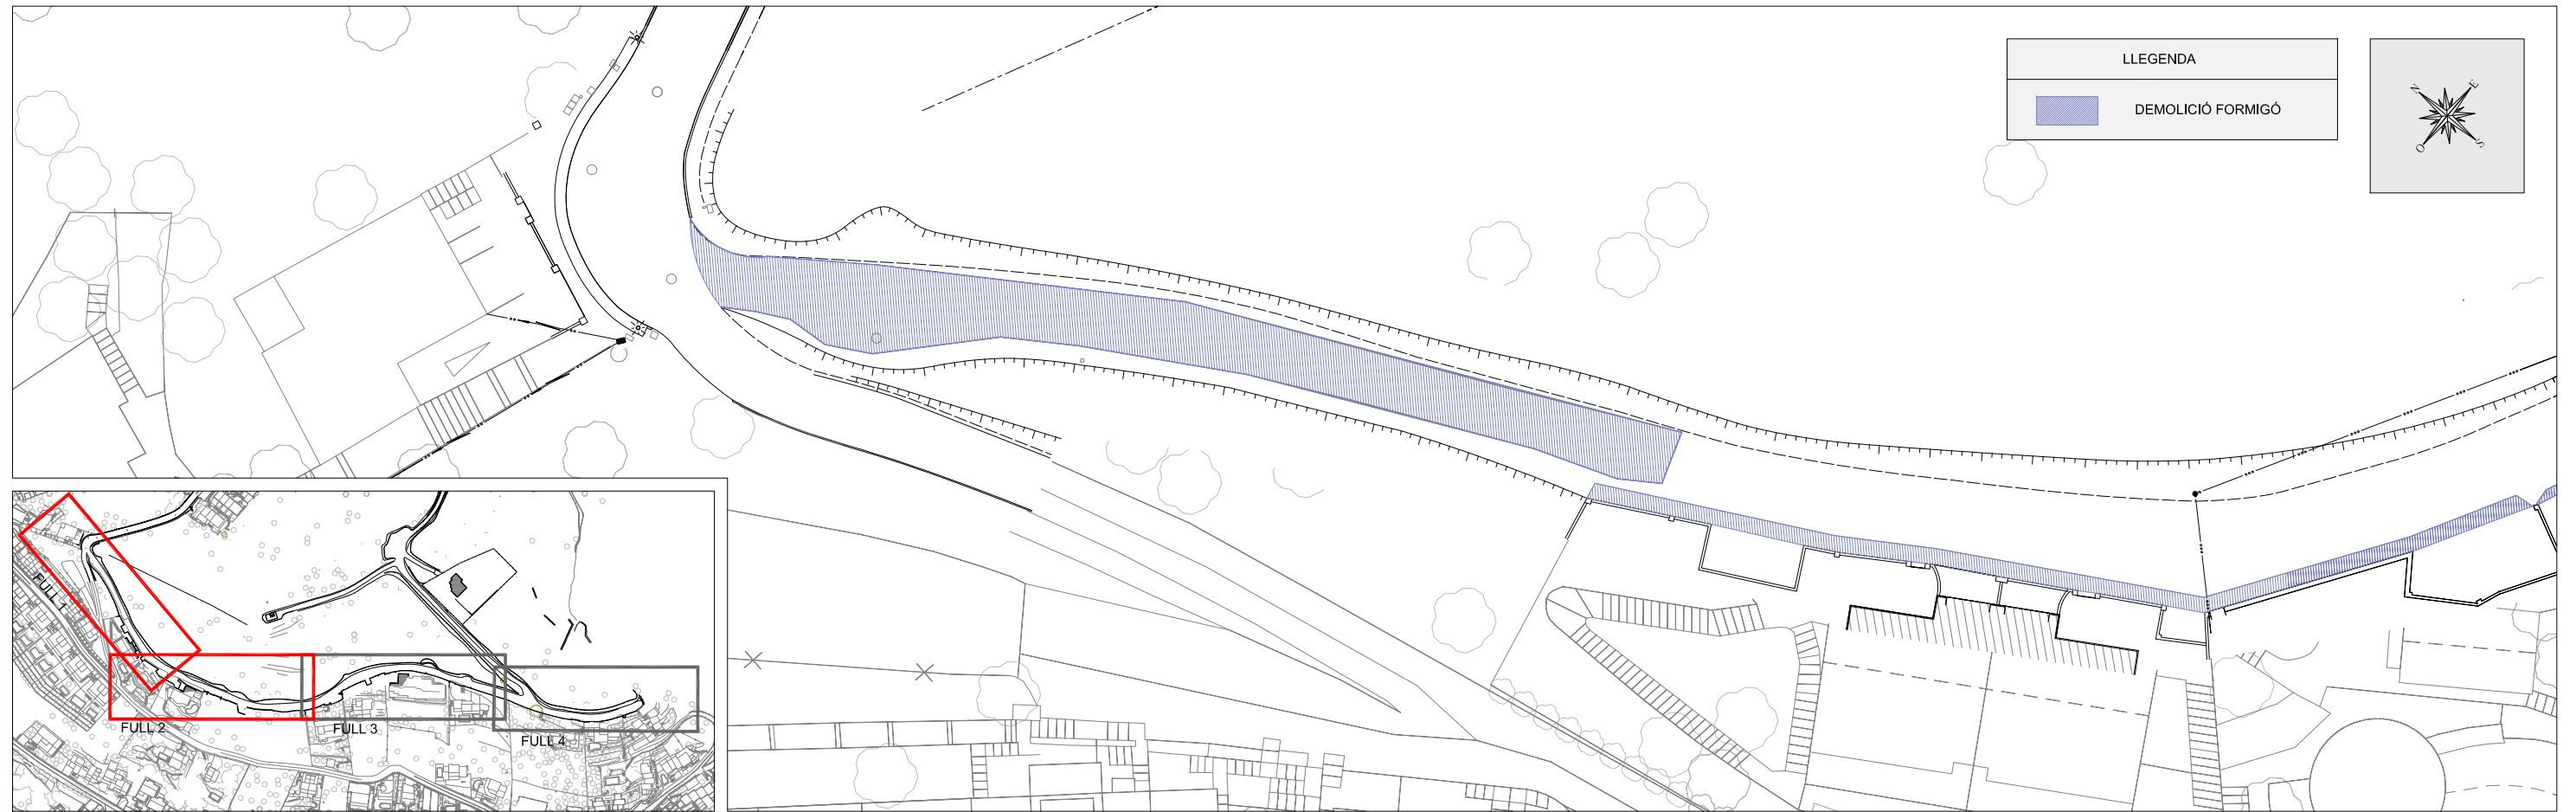 LLEGENDA
DEMOLICIÓ FORMIGÓ
N
E
O
S
FULL 1
FULL 2
FULL 3
FULL 4